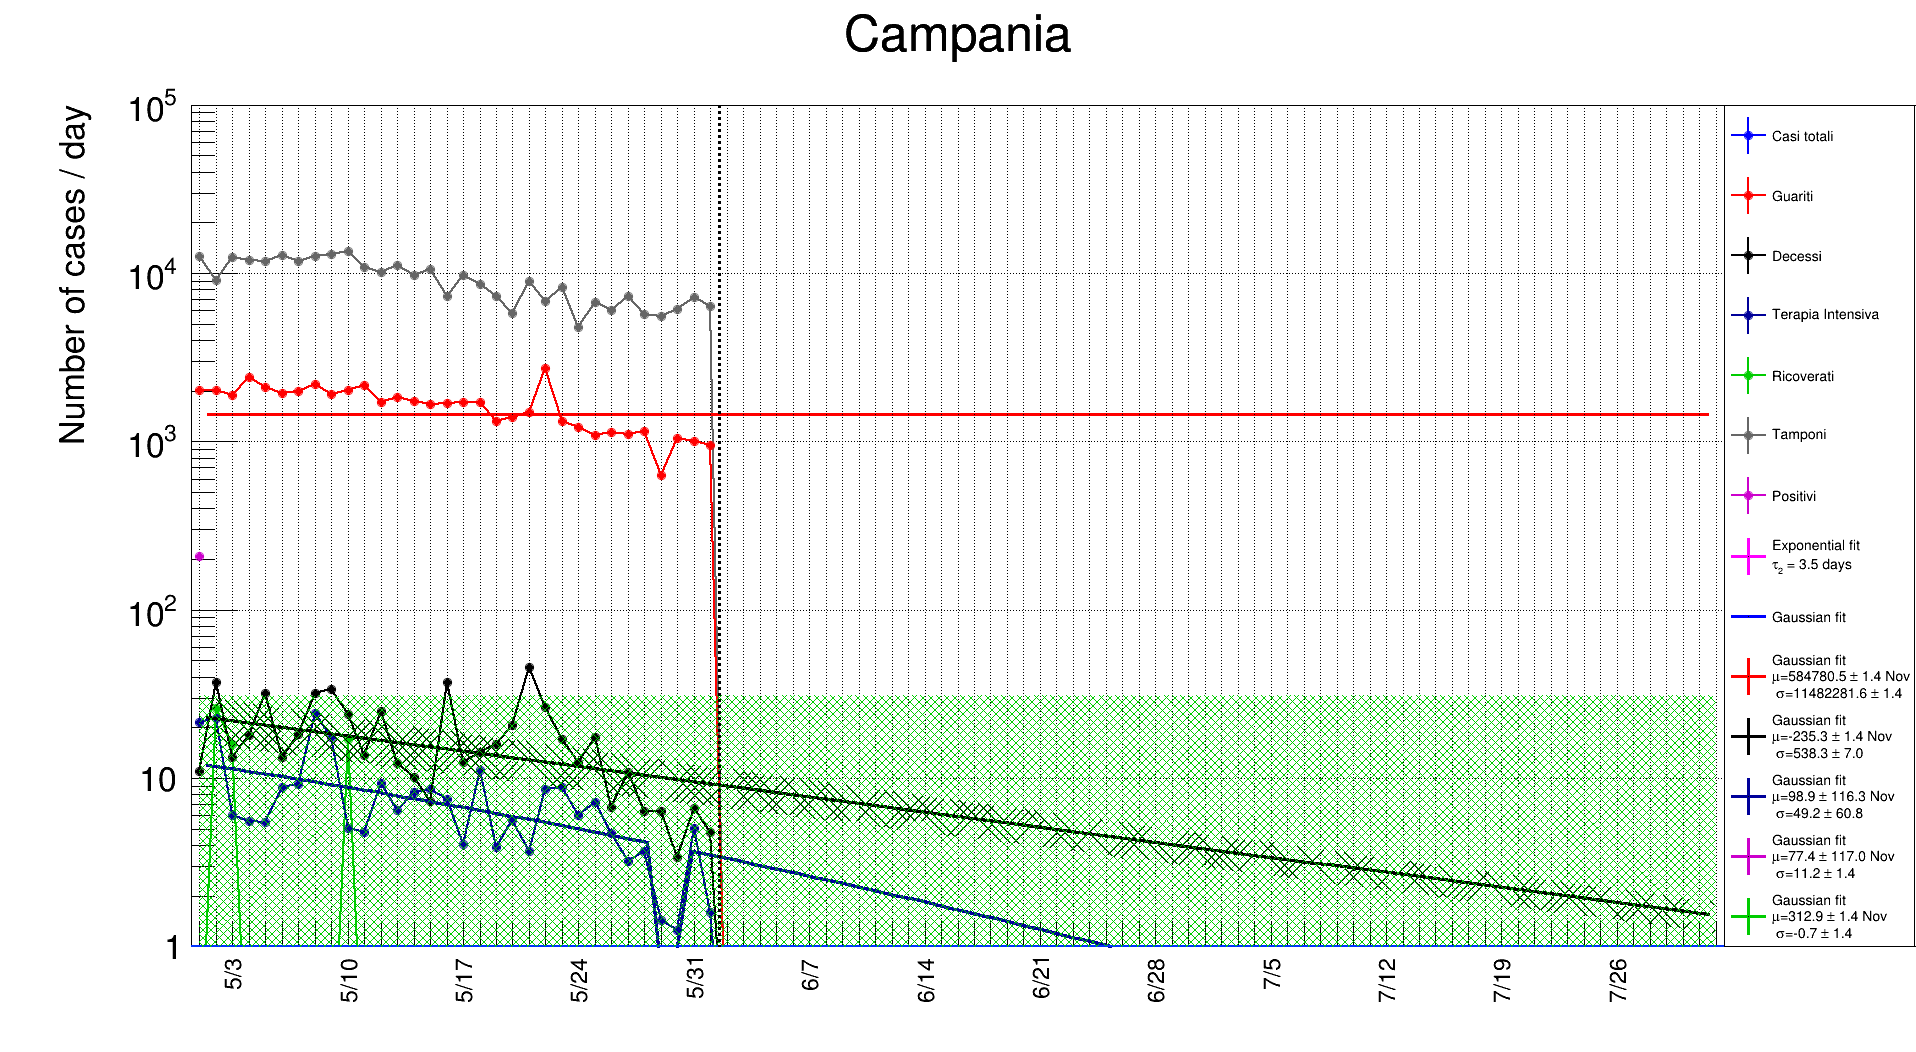 Campania
Number of cases / day
10^5
10^4
10^3
10^2
10
1
5/3
5/10
5/17
5/24
5/31
6/7
6/14
6/21
6/28
7/5
7/12
7/19
7/26
Casi totali
Guariti
Decessi
Terapia Intensiva
Ricoverati
Tamponi
Positivi
Exponential fit
τ₂ = 3.5 days
Gaussian fit
Gaussian fit
μ=584780.5 ± 1.4 Nov
σ=11482281.6 ± 1.4
Gaussian fit
μ=-235.3 ± 1.4 Nov
σ=538.3 ± 7.0
Gaussian fit
μ=98.9 ± 116.3 Nov
σ=49.2 ± 60.8
Gaussian fit
μ=77.4 ± 117.0 Nov
σ=11.2 ± 1.4
Gaussian fit
μ=312.9 ± 1.4 Nov
σ=-0.7 ± 1.4